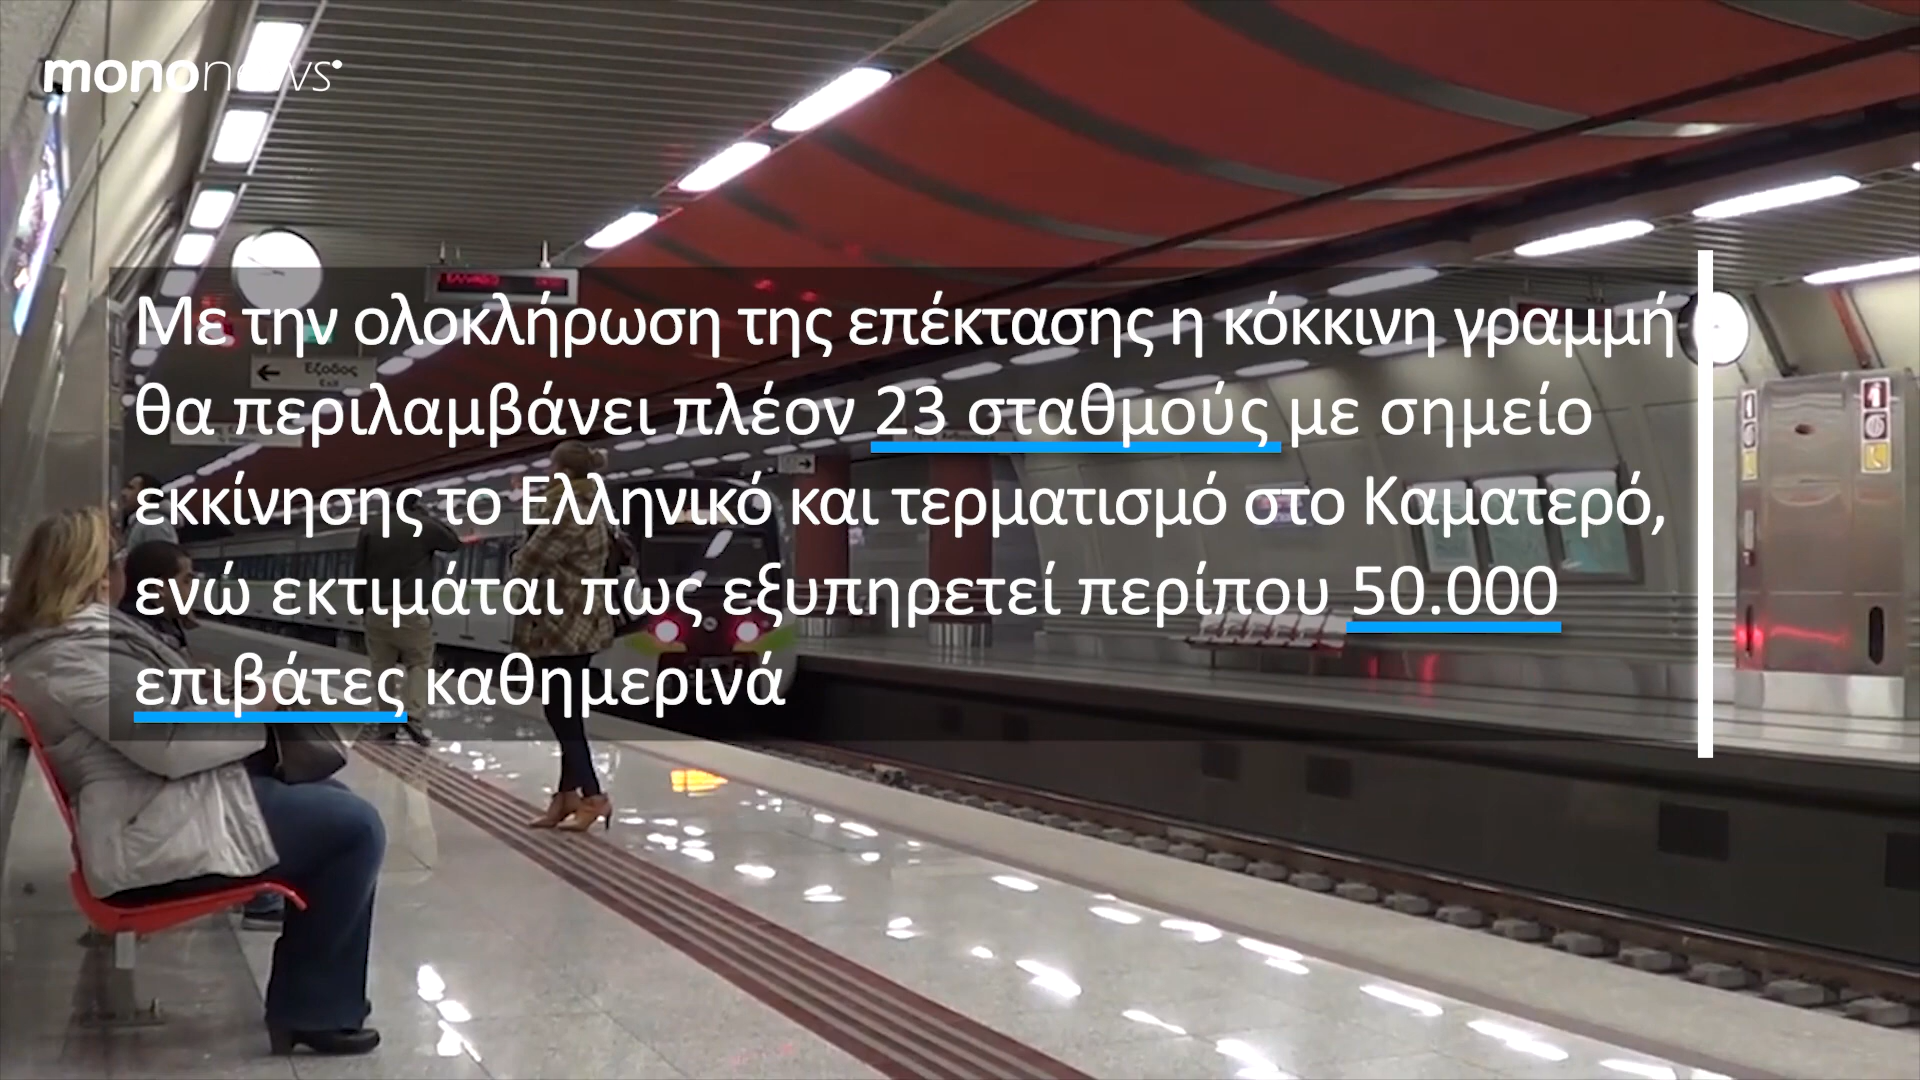 mononews
Με την ολοκλήρωση της επέκτασης η κόκκινη γραμμή
θα περιλαμβάνει πλέον 23 σταθμούς με σημείο
εκκίνησης το Ελληνικό και τερματισμό στο Καματερό,
ενώ εκτιμάται πως εξυπηρετεί περίπου 50.000
επιβάτες καθημερινά
Έξοδος
Exit